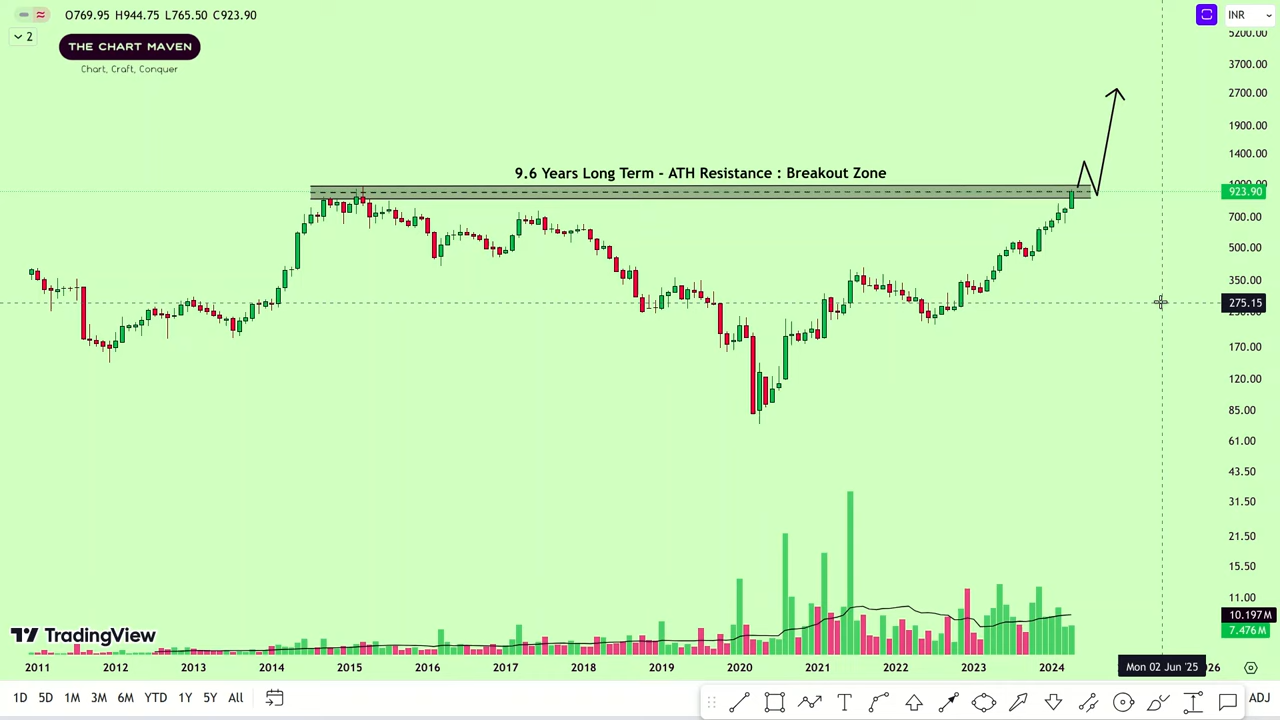 O769.95 H944.75 L765.50 C923.90
INR
2
THE CHART MAVEN
Chart, Craft, Conquer
5200.00
3700.00
2700.00
1900.00
1400.00
9.6 Years Long Term - ATH Resistance : Breakout Zone
923.90
700.00
500.00
350.00
275.15
170.00
120.00
85.00
61.00
43.50
31.50
21.50
15.50
11.00
10.197M
7.476M
TradingView
2011 2012 2013 2014 2015 2016 2017 2018 2019 2020 2021 2022 2023 2024 Mon 02 Jun '25
1D 5D 1M 3M 6M YTD 1Y 5Y All
ADJ